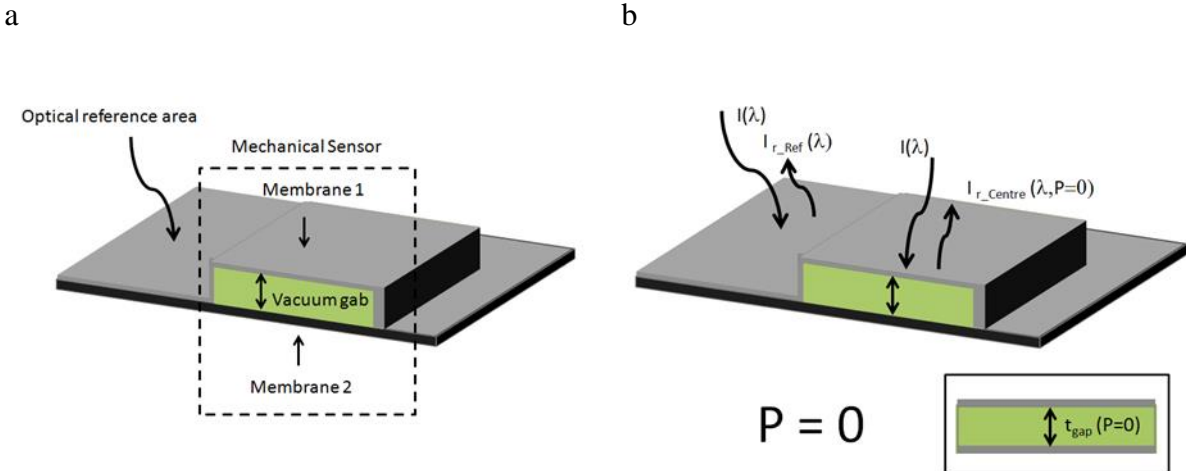 a
Optical reference area
Mechanical Sensor
Membrane 1
Vacuum gab
Membrane 2
b
I(λ)
I r_Ref (λ)
I(λ)
I r_Centre (λ,P=0)
P = 0
t gap (P=0)